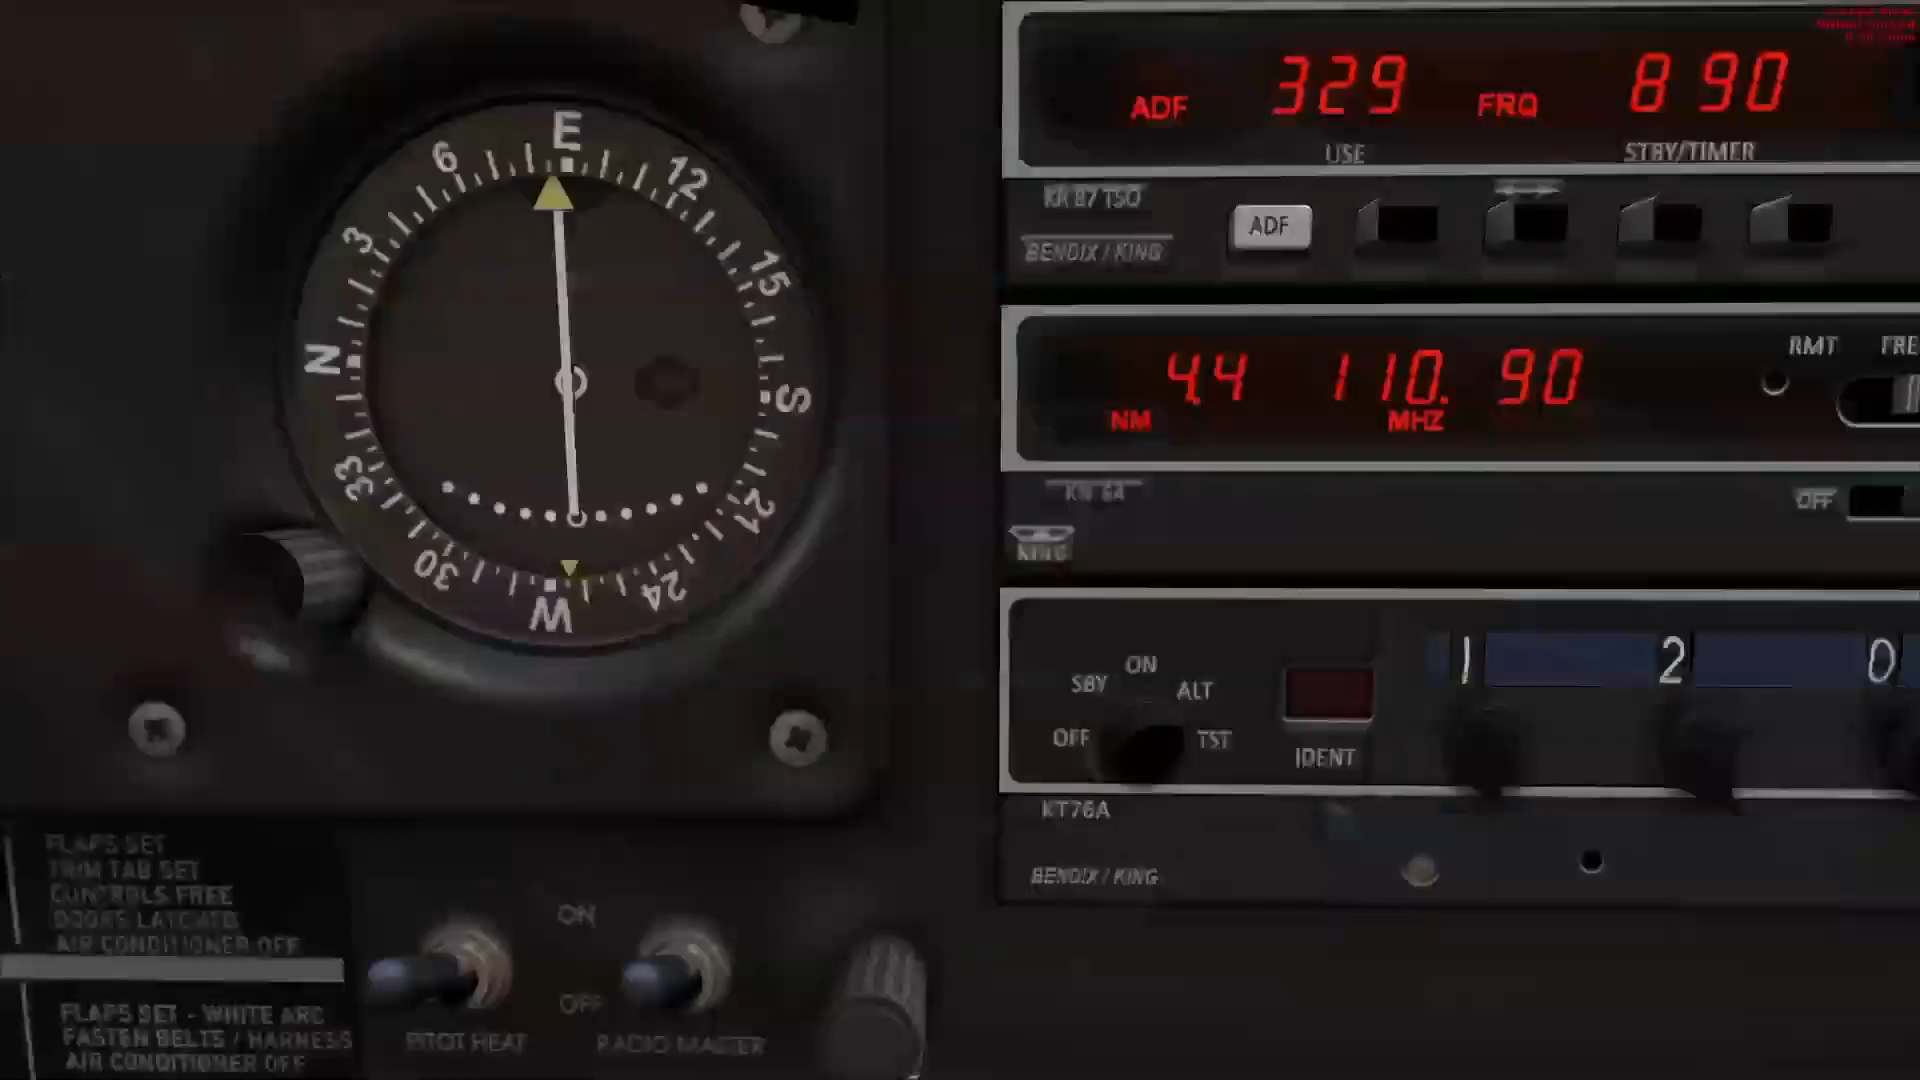 E
6
12
3
15
N
S
33
21
30
24
W
ADF 329 FRQ 8 90
USE STBY/TIMER
KR 87 TSO
ADF
BENDIX / KING
RMT
4.4 110. 90
NM MHZ
KN 64
OFF
KING
1 2 0
ON
SBY ALT
OFF TST
IDENT
KT76A
BENDIX / KING
FLAPS SET
TRIM TAB SET
CONTROLS FREE
DOORS
AIR CONDITIONER OFF
ON
OFF
FLAPS SET - WHITE ARC
FASTEN BELTS / HARNESS
AIR CONDITIONER OFF
PITOT HEAT RADIO MASTER